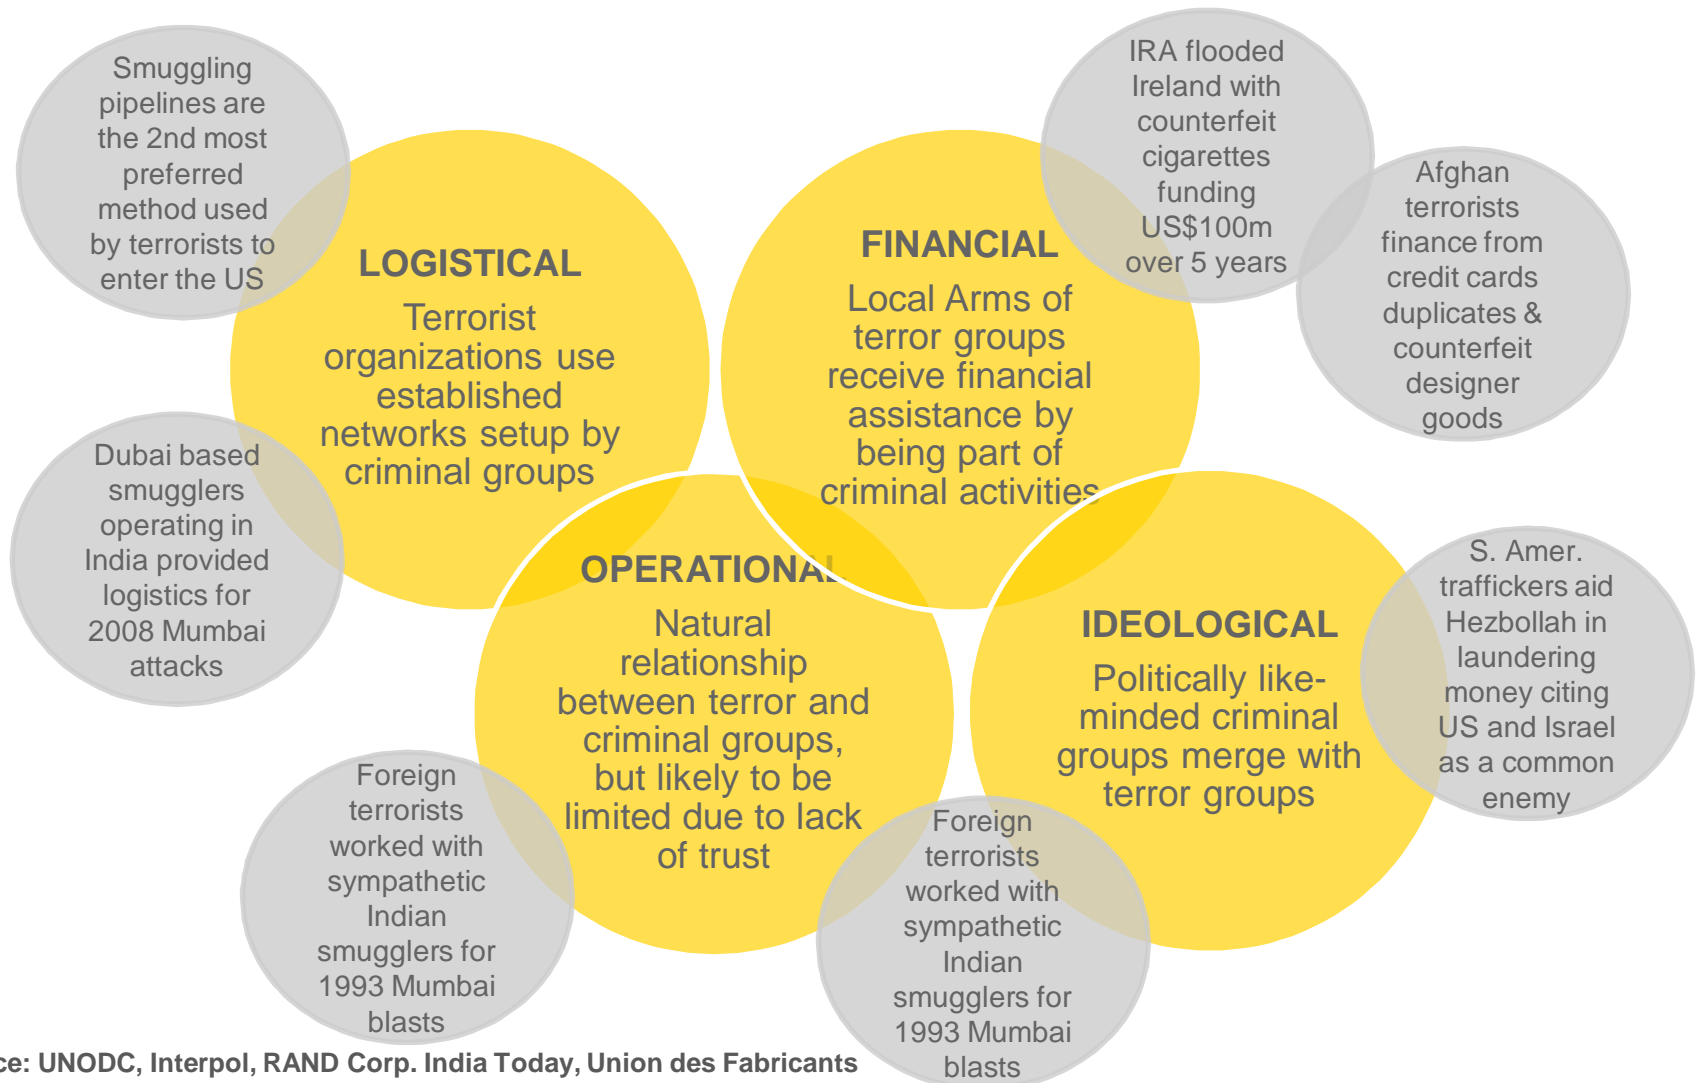 Smuggling
pipelines are
the 2nd most
preferred
method used
by terrorists to
enter the US
LOGISTICAL
Terrorist
organizations use
established
networks setup by
criminal groups
Dubai based
smugglers
operating in
India provided
logistics for
2008 Mumbai
attacks
FINANCIAL
Local Arms of
terror groups
receive financial
assistance by
being part of
criminal activities
IRA flooded
Ireland with
counterfeit
cigarettes
funding
US$100m
over 5 years
Afghan
terrorists
finance from
credit cards
duplicates &
counterfeit
designer
goods
OPERATIONAL
Natural
relationship
between terror and
criminal groups,
but likely to be
limited due to lack
of trust
Foreign
terrorists
worked with
sympathetic
Indian
smugglers for
1993 Mumbai
blasts
IDEOLOGICAL
Politically like-
minded criminal
groups merge with
terror groups
S. Amer.
traffickers aid
Hezbollah in
laundering
money citing
US and Israel
as a common
enemy
Foreign
terrorists
worked with
sympathetic
Indian
smugglers for
1993 Mumbai
blasts
ce: UNODC, Interpol, RAND Corp. India Today, Union des Fabricants